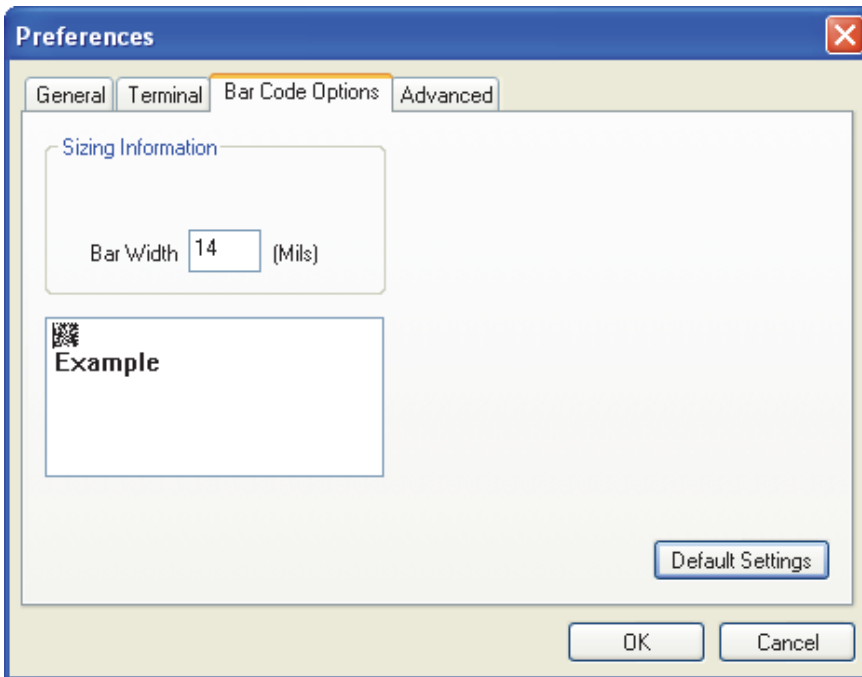 Preferences
General Terminal Bar Code Options Advanced
Sizing Information
Bar Width 14 (Mils)
Example
Default Settings
OK Cancel